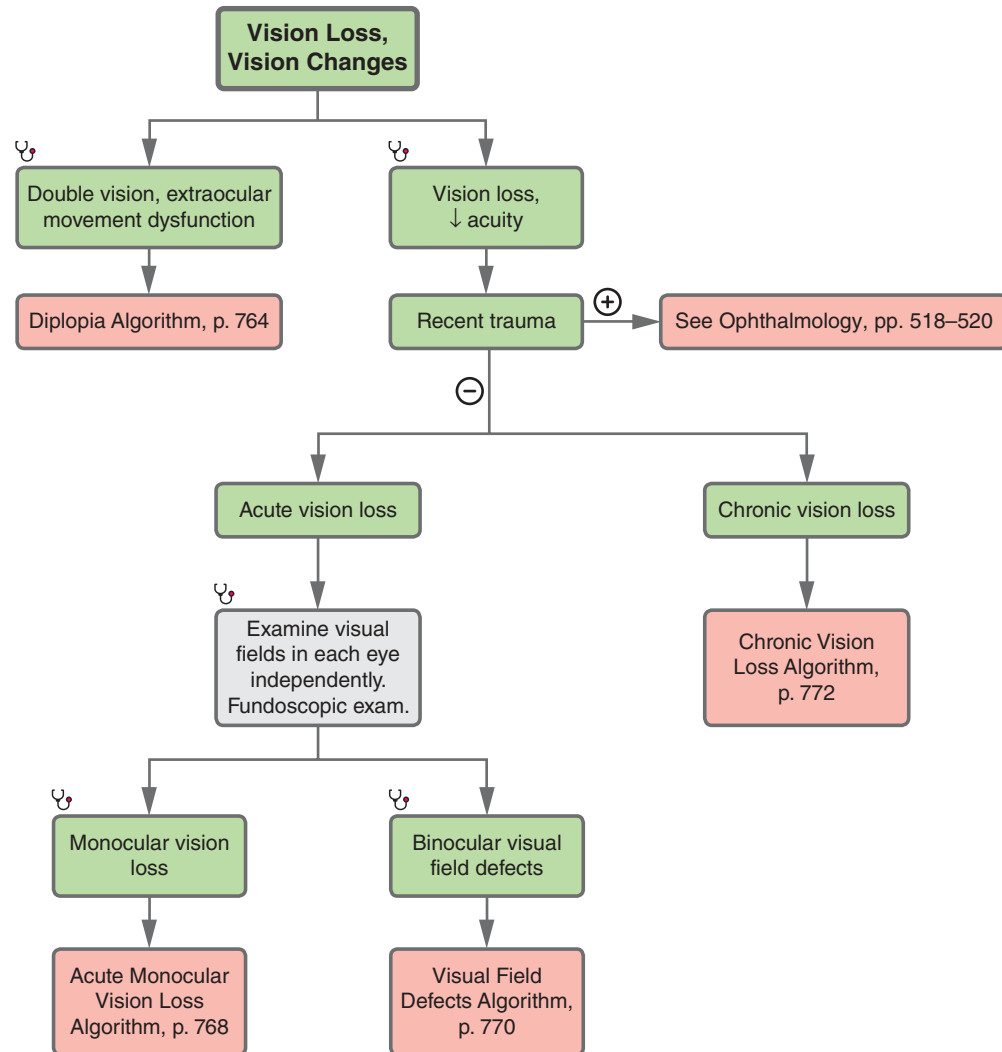 Vision Loss,
Vision Changes
Double vision, extraocular
movement dysfunction
Vision loss,
↓ acuity
Diplopia Algorithm, p. 764
Recent trauma
+
See Ophthalmology, pp. 518–520
−
Acute vision loss
Chronic vision loss
Examine visual
fields in each eye
independently.
Fundoscopic exam.
Chronic Vision
Loss Algorithm,
p. 772
Monocular vision
loss
Binocular visual
field defects
Acute Monocular
Vision Loss
Algorithm, p. 768
Visual Field
Defects Algorithm,
p. 770